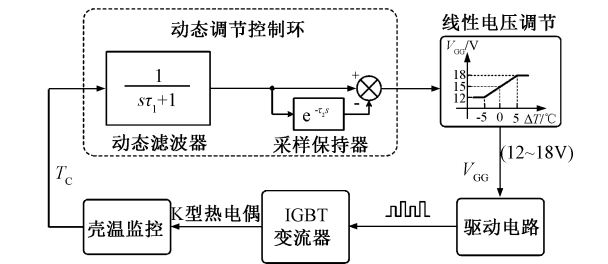 动态调节控制环
1
sτ₁+1
动态滤波器
+
-
e^{-τ₂s}
采样保持器
线性电压调节
V_GG/V
18
15
12
-5 0 5 ΔT/℃
(12~18V)
V_GG
驱动电路
IGBT
变流器
K型热电偶
壳温监控
T_C